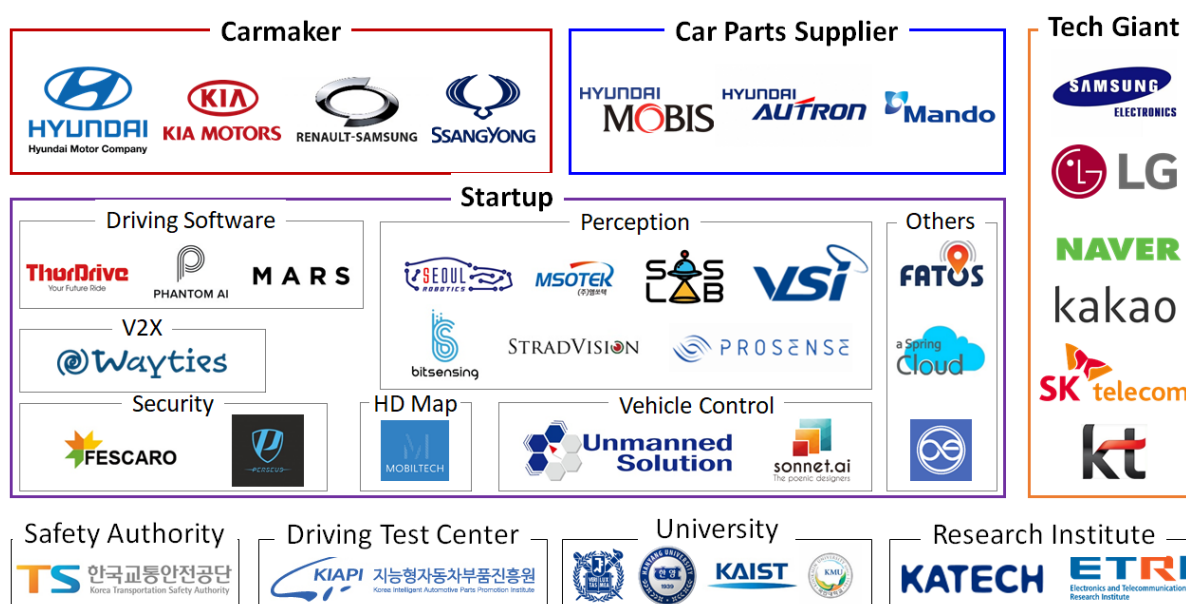 Carmaker
HYUNDAI
Hyundai Motor Company
KIA
KIA MOTORS
RENAULT-SAMSUNG
SSANGYONG
Car Parts Supplier
HYUNDAI
MOBIS
HYUNDAI
AUTRON
Mando
Tech Giant
SAMSUNG
ELECTRONICS
LG
NAVER
kakao
SK telecom
kt
Startup
Driving Software
ThorDrive
Your Future Ride
PHANTOM AI
MARS
Perception
SEOUL
ROBOTICS
MSOTEK
(주)엠쏘텍
SOS
LAB
VSI
bitsensing
STRADVISION
PROSENSE
Others
FATOS
a Spring
Cloud
V2X
Wayties
Security
FESCARO
PERSEUS
HD Map
MOBILTECH
Vehicle Control
Unmanned
Solution
sonnet.ai
The poenic designers
Safety Authority
TS 한국교통안전공단
Korea Transportation Safety Authority
Driving Test Center
KIAPI 지능형자동차부품진흥원
Korea Intelligent Automotive Parts Promotion Institute
University
KAIST
KMU
Research Institute
KATECH
ETRI
Electronics and Telecommunications
Research Institute